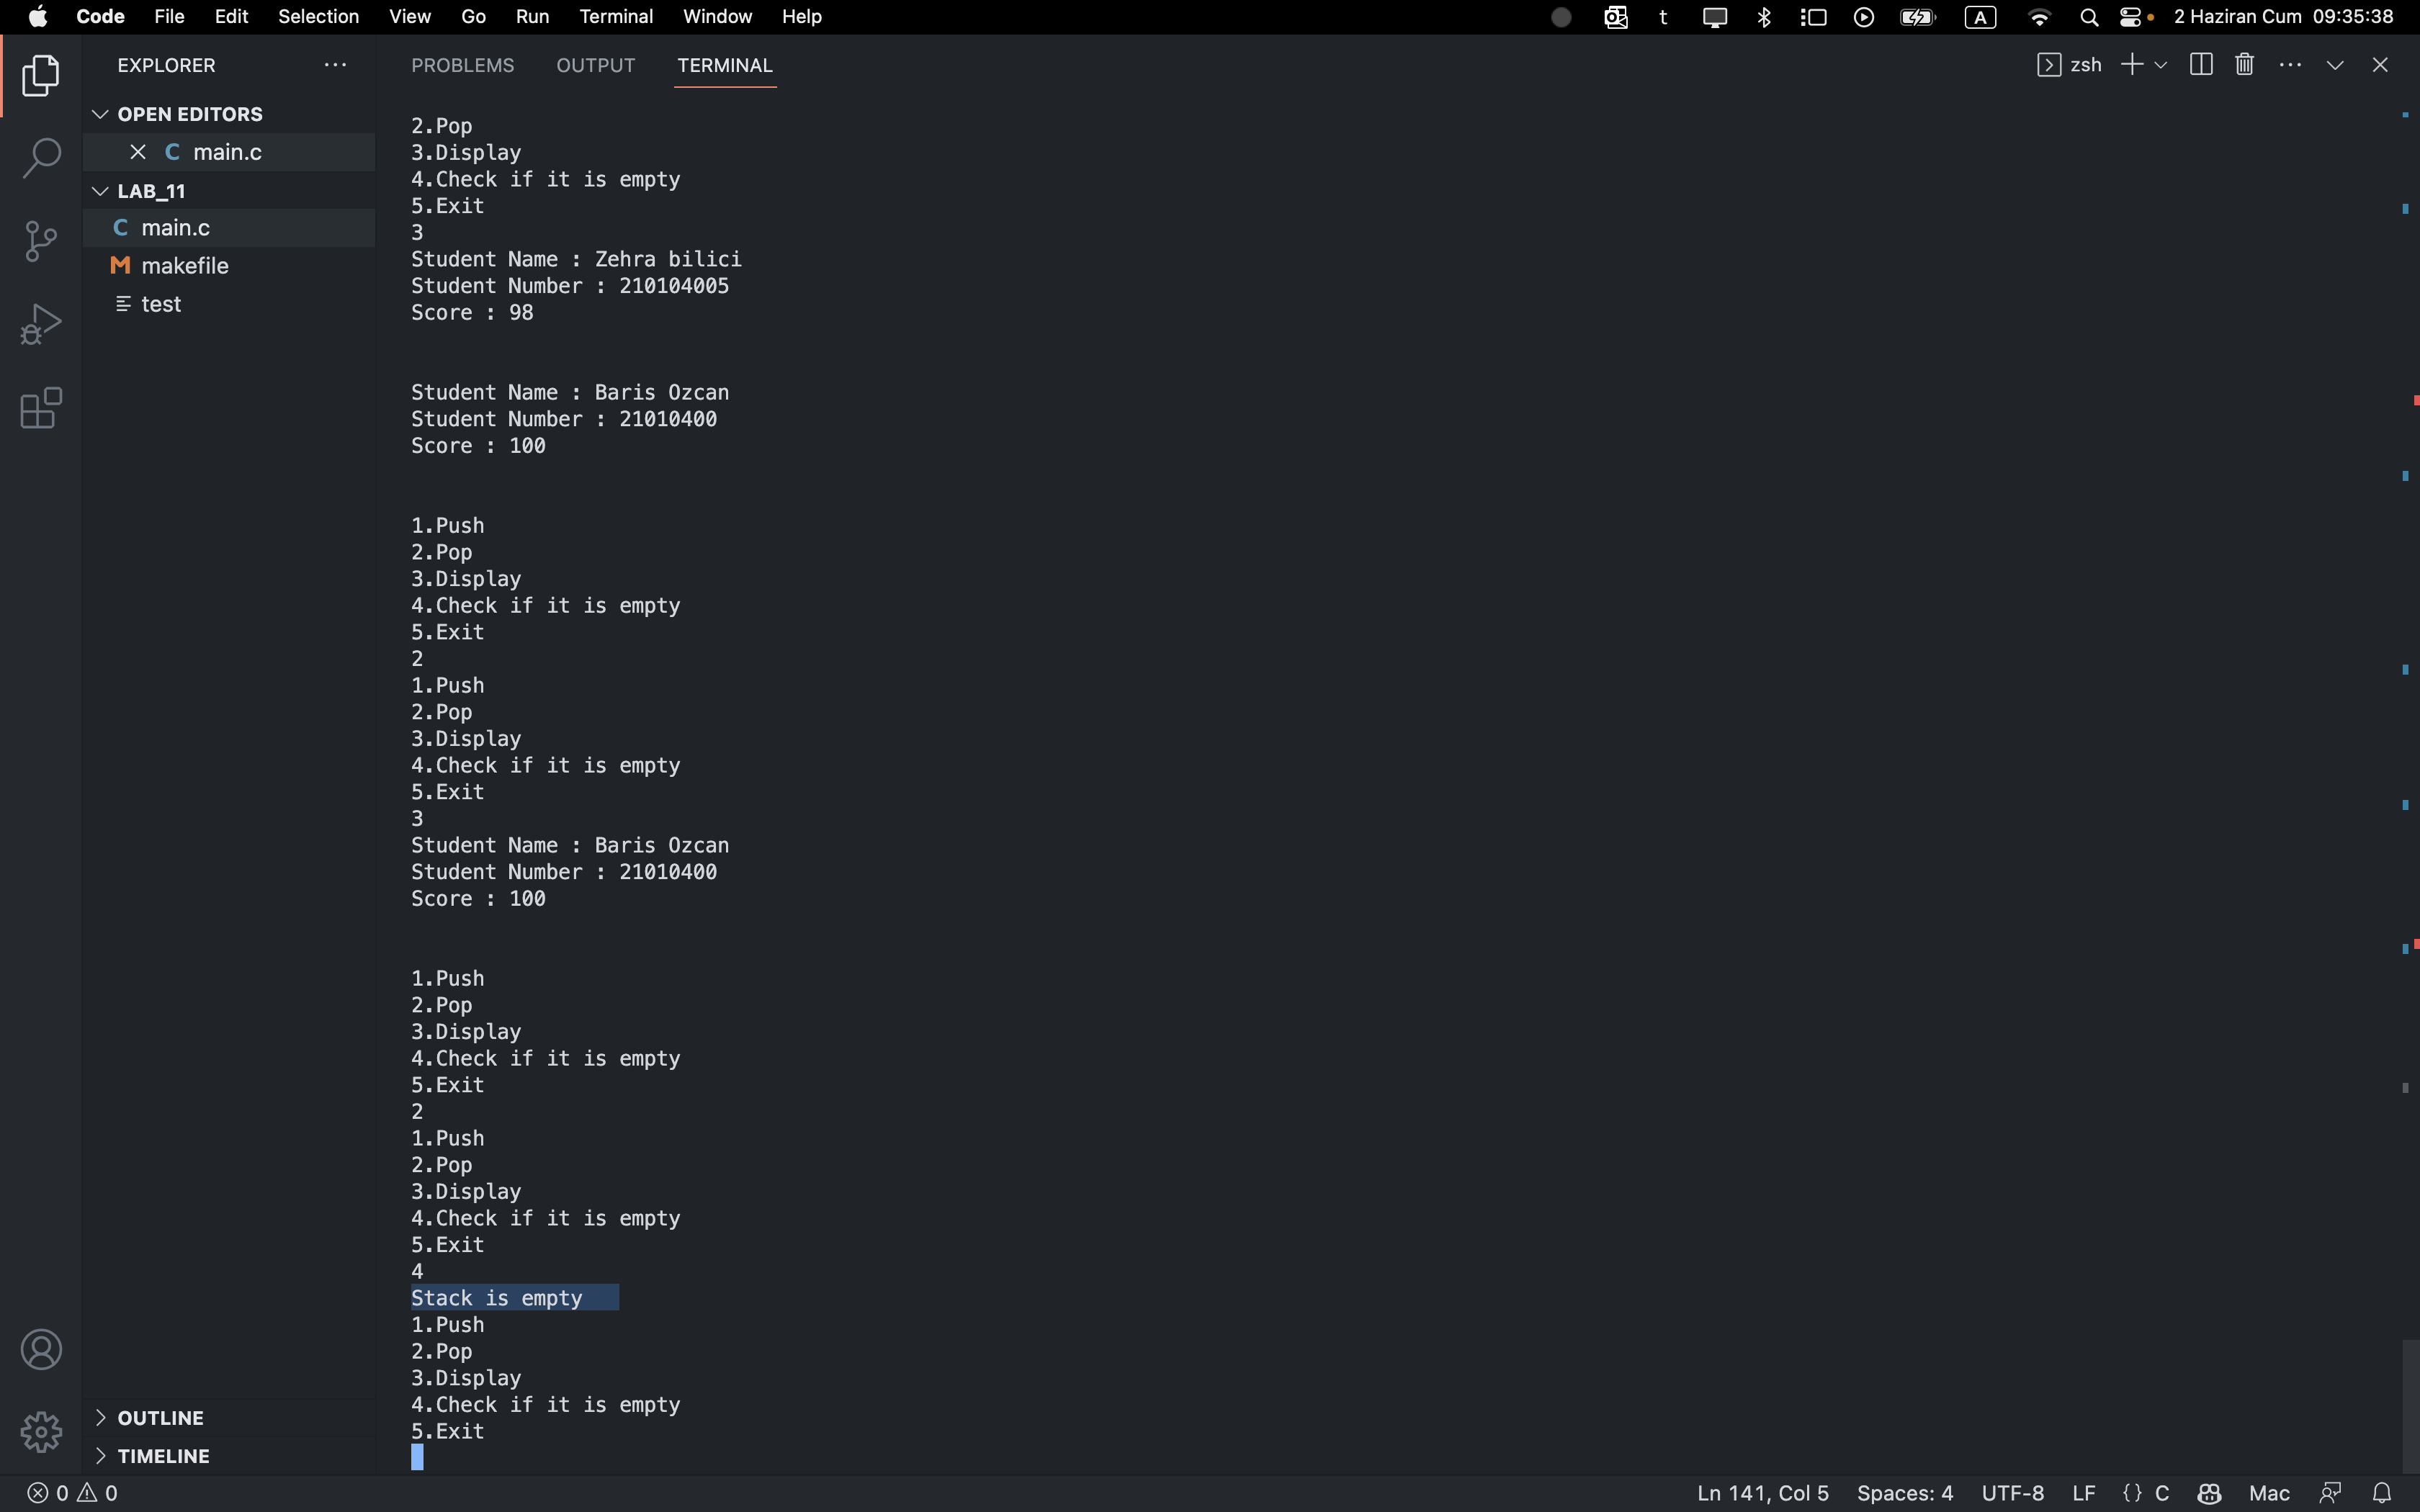 Code File Edit Selection View Go Run Terminal Window Help t A 2 Haziran Cum 09:35:38
EXPLORER ···
OPEN EDITORS
C main.c
LAB_11
C main.c
M makefile
test
OUTLINE
TIMELINE
PROBLEMS OUTPUT TERMINAL
zsh
2.Pop
3.Display
4.Check if it is empty
5.Exit
3
Student Name : Zehra bilici
Student Number : 210104005
Score : 98
Student Name : Baris Ozcan
Student Number : 21010400
Score : 100
1.Push
2.Pop
3.Display
4.Check if it is empty
5.Exit
2
1.Push
2.Pop
3.Display
4.Check if it is empty
5.Exit
3
Student Name : Baris Ozcan
Student Number : 21010400
Score : 100
1.Push
2.Pop
3.Display
4.Check if it is empty
5.Exit
2
1.Push
2.Pop
3.Display
4.Check if it is empty
5.Exit
4
Stack is empty
1.Push
2.Pop
3.Display
4.Check if it is empty
5.Exit
0 0 Ln 141, Col 5 Spaces: 4 UTF-8 LF {} C Mac